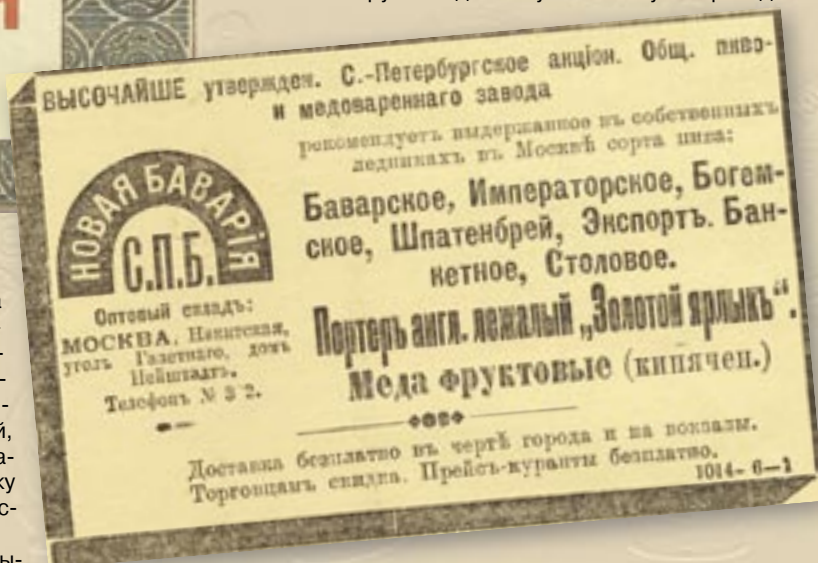 ВЫСОЧАЙШЕ утвержден. С.-Петербургское акціон. Общ. пиво-
и медовареннаго завода
рекомендуетъ выдержанное въ собственныхъ
ледникахъ въ Москвѣ сорта пива:
Баварское, Императорское, Богем-
ское, Шпатенбрей, Экспортъ. Бан-
кетное, Столовое.
Портеръ англ. лежалый „Золотой ярлыкъ“.
Меда фруктовые (кипячен.)
НОВАЯ БАВАРІЯ
С.П.Б.
Оптовый складъ:
МОСКВА, Никитская,
уголъ Газетнаго, домъ
Нейштадтъ.
Телефонъ № 32.
Доставка безплатно въ чертѣ города и на вокзалы.
Торговцамъ скидка. Прейсъ-куранты безплатно.
1014-6-1
й,
ку
ы-